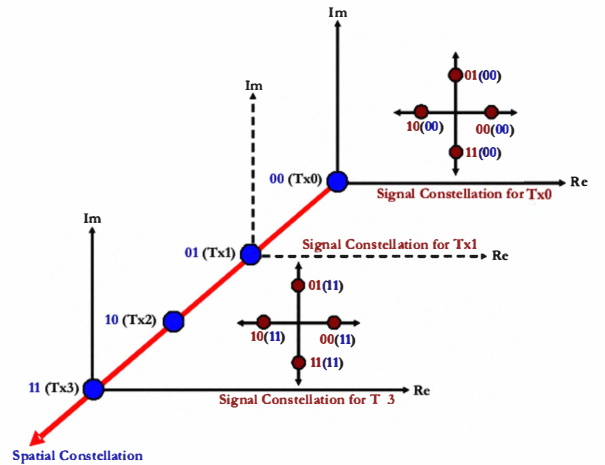 Im
01(00)
10(00)
00(00)
11(00)
00 (Tx0)
Re
Signal Constellation for Tx0
Im
01 (Tx1)
Signal Constellation for Tx1
Re
Im
01(11)
10 (Tx2)
10(11)
00(11)
11(11)
11 (Tx3)
Re
Signal Constellation for T 3
Spatial Constellation